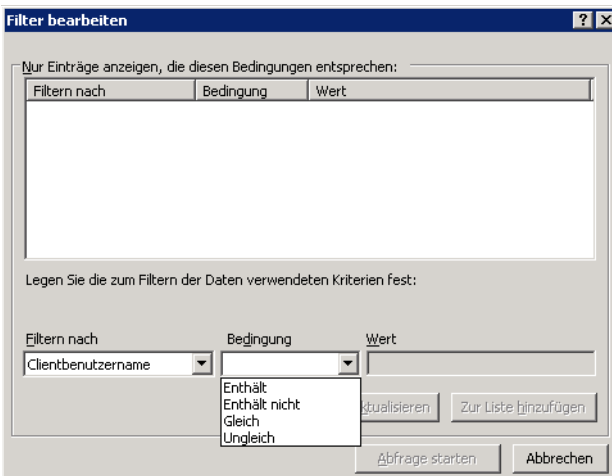 Filter bearbeiten
Nur Einträge anzeigen, die diesen Bedingungen entsprechen:
Filtern nach Bedingung Wert
Legen Sie die zum Filtern der Daten verwendeten Kriterien fest:
Filtern nach Bedingung Wert
Clientbenutzername
Enthält
Enthält nicht
Gleich
Ungleich
ktualisieren Zur Liste hinzufügen
Abfrage starten Abbrechen